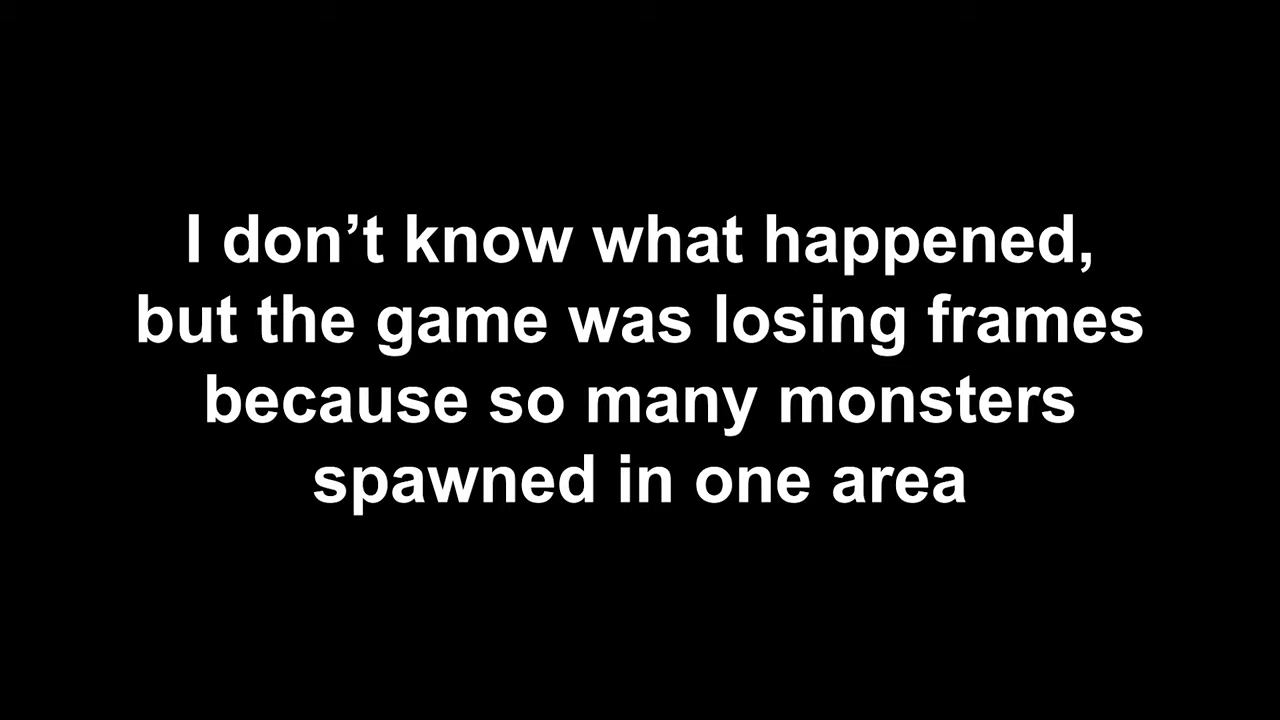 I don’t know what happened,
but the game was losing frames
because so many monsters
spawned in one area